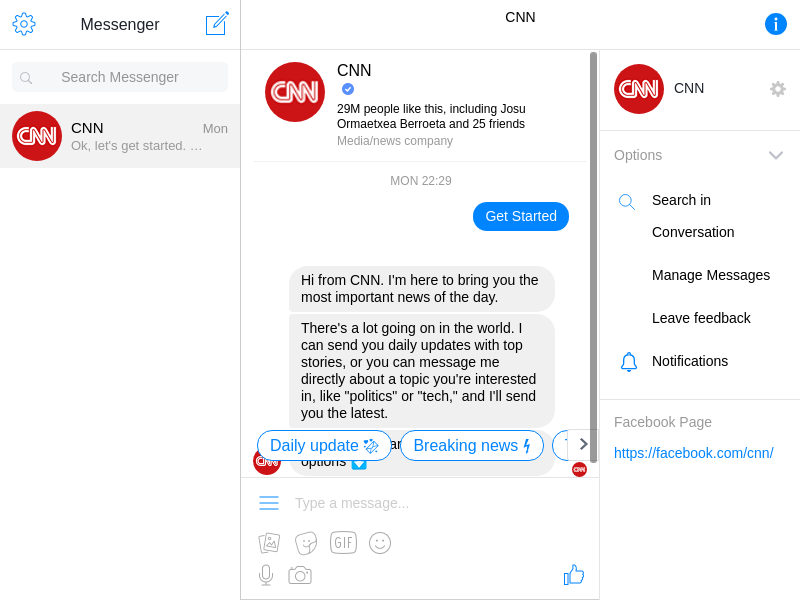 Messenger
CNN
Search Messenger
CNN
Mon
Ok, let's get started. …
CNN
CNN
CNN
29M people like this, including Josu
Ormaetxea Berroeta and 25 friends
Media/news company
MON 22:29
Get Started
Hi from CNN. I'm here to bring you the
most important news of the day.
There's a lot going on in the world. I
can send you daily updates with top
stories, or you can message me
directly about a topic you're interested
in, like "politics" or "tech," and I'll send
you the latest.
Daily update
Breaking news
options
CNN
CNN
Type a message...
GIF
CNN
CNN
Options
Search in
Conversation
Manage Messages
Leave feedback
Notifications
Facebook Page
https://facebook.com/cnn/